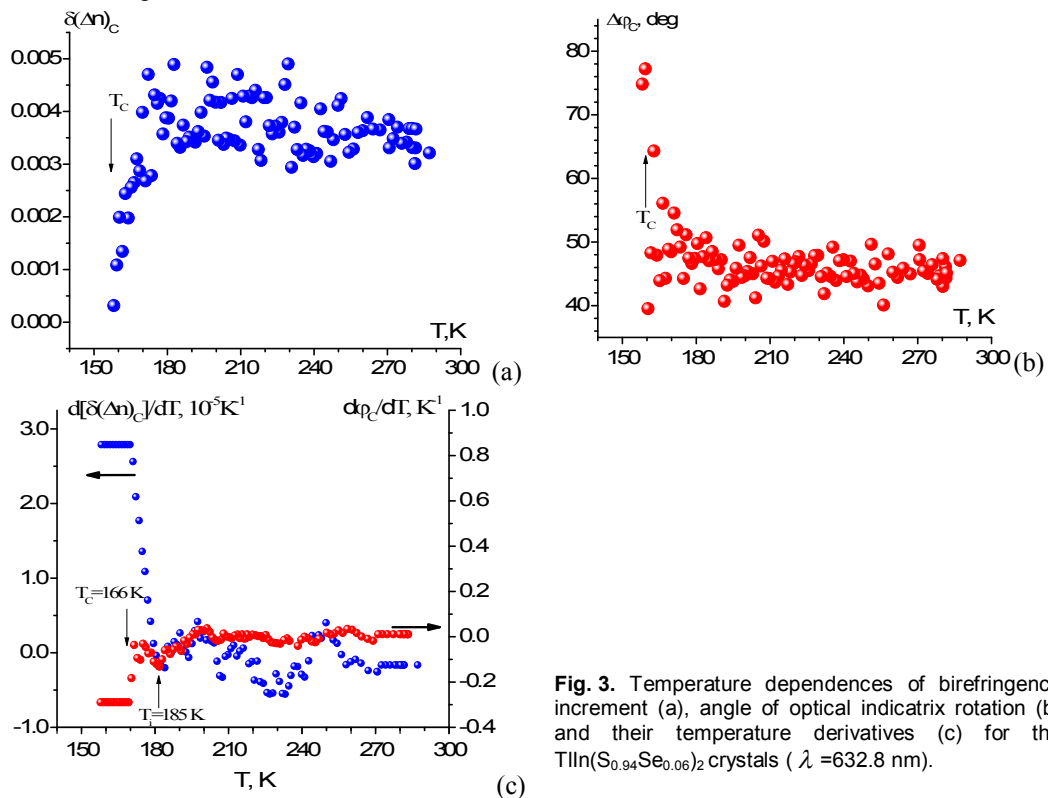 δ(Δn)C
0.005
0.004
0.003
0.002
0.001
0.000
TC
T,K
150 180 210 240 270 300
(a)
ΔφC, deg
80
70
60
50
40
TC
T, K
150 180 210 240 270 300
(b)
d[δ(Δn)C]/dT, 10-5K-1
dφC/dT, K-1
3.0
2.0
1.0
0.0
-1.0
1.0
0.8
0.6
0.4
0.2
0.0
-0.2
0.4
TC=166 K
Ti=185 K
150 180 210 240 270 300
T, K
(c)
Fig. 3. Temperature dependences of birefringenc
increment (a), angle of optical indicatrix rotation (b
and their temperature derivatives (c) for th
TlIn(S0.94Se0.06)2 crystals ( λ =632.8 nm).